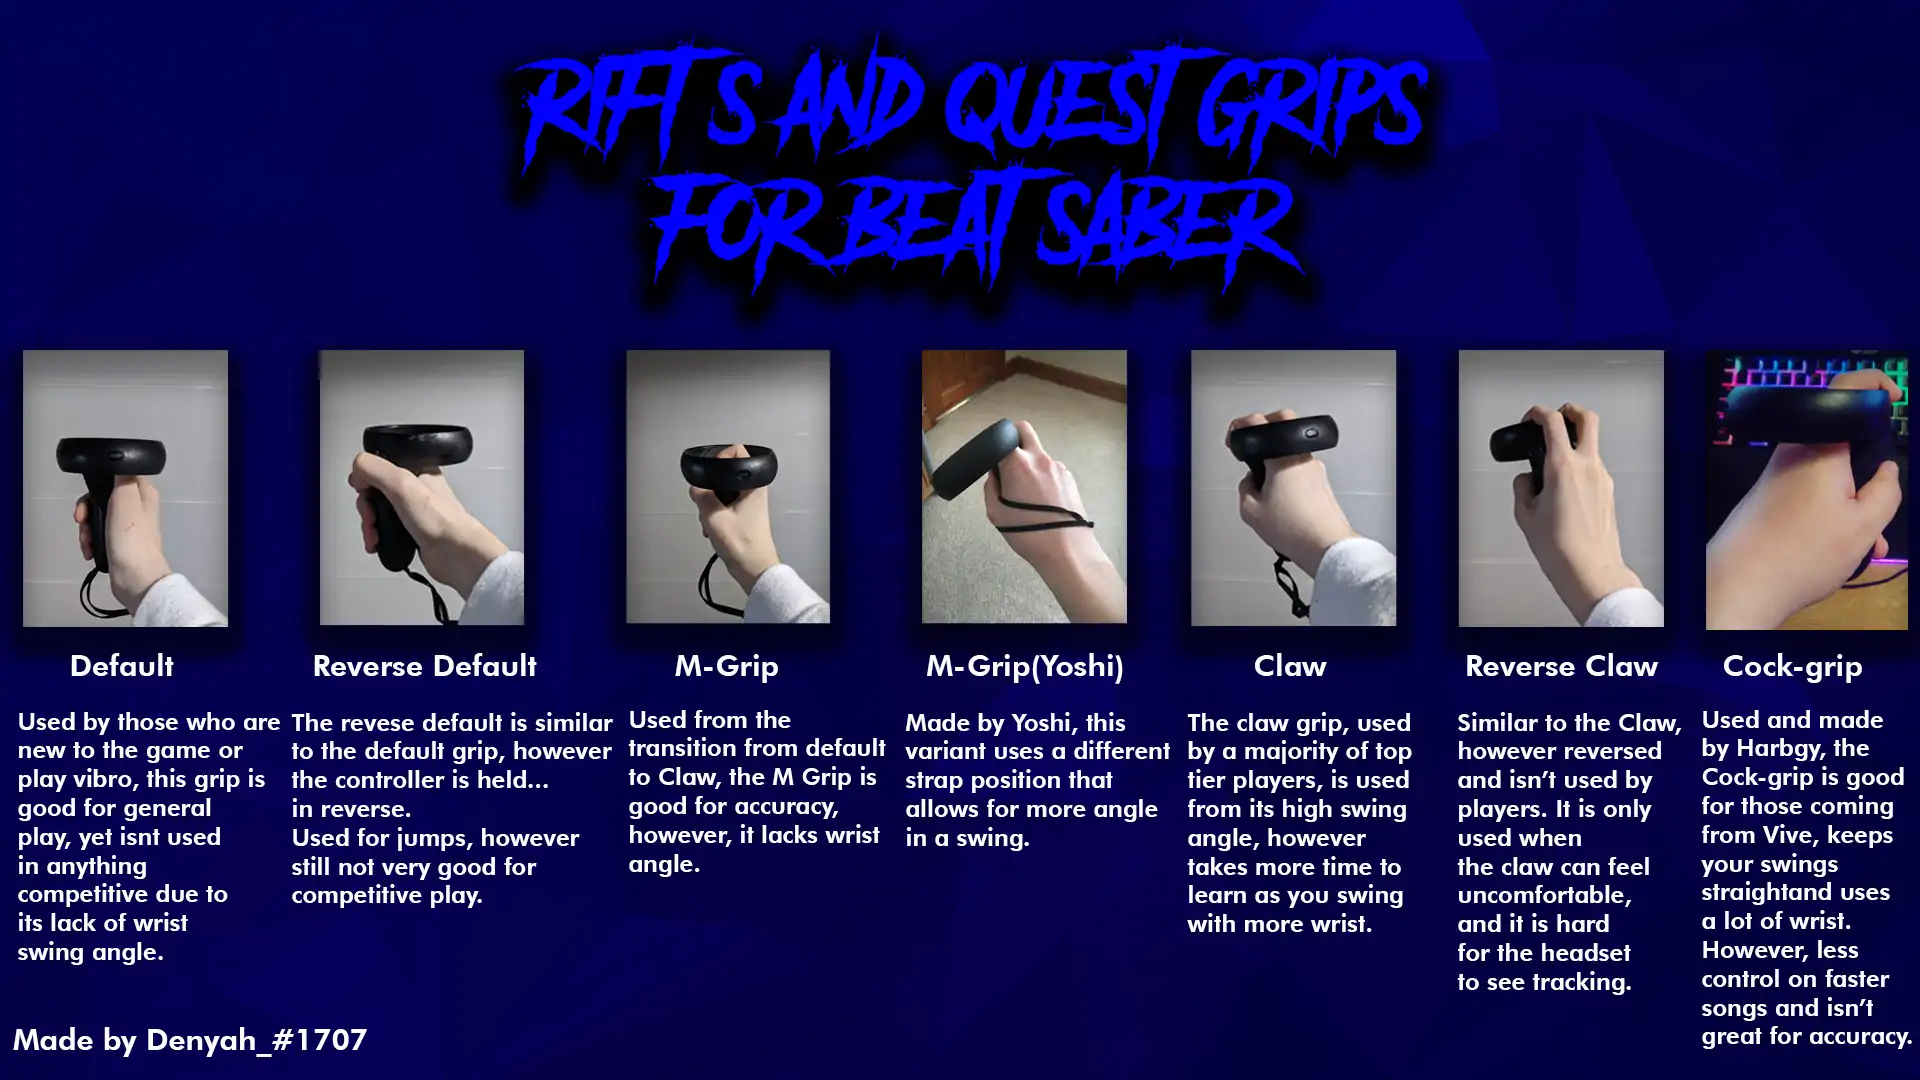 RIFT S AND QUEST GRIPS
FOR BEAT SABER
Default
Used by those who are
new to the game or
play vibro, this grip is
good for general
play, yet isnt used
in anything
competitive due to
its lack of wrist
swing angle.
Reverse Default
The revese default is similar
to the default grip, however
the controller is held...
in reverse.
Used for jumps, however
still not very good for
competitive play.
M-Grip
Used from the
transition from default
to Claw, the M Grip is
good for accuracy,
however, it lacks wrist
angle.
M-Grip(Yoshi)
Made by Yoshi, this
variant uses a different
strap position that
allows for more angle
in a swing.
Claw
The claw grip, used
by a majority of top
tier players, is used
from its high swing
angle, however
takes more time to
learn as you swing
with more wrist.
Reverse Claw
Similar to the Claw,
however reversed
and isn't used by
players. It is only
used when
the claw can feel
uncomfortable,
and it is hard
for the headset
to see tracking.
Cock-grip
Used and made
by Harbgy, the
Cock-grip is good
for those coming
from Vive, keeps
your swings
straightand uses
a lot of wrist.
However, less
control on faster
songs and isn't
great for accuracy.
Made by Denyah_#1707